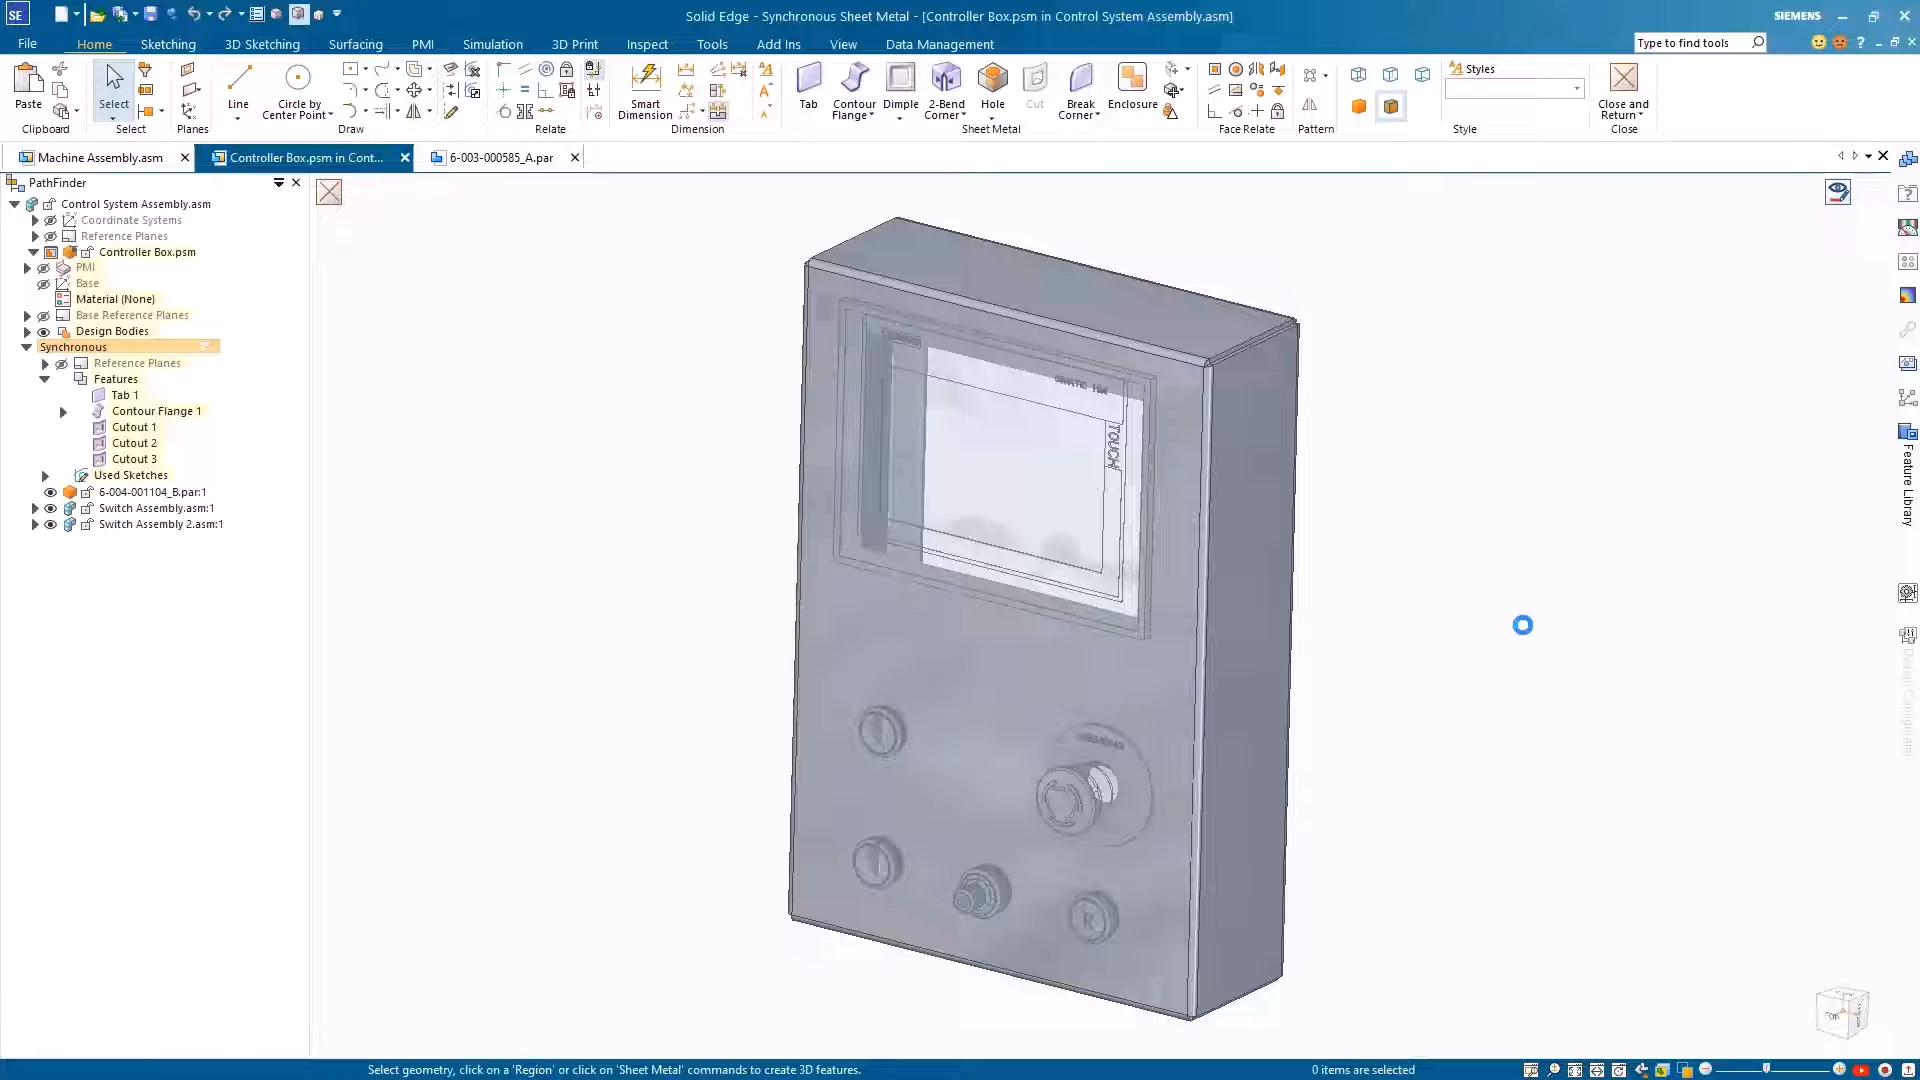 Solid Edge - Synchronous Sheet Metal - [Controller Box.psm in Control System Assembly.asm]
SIEMENS
SE
File Home Sketching 3D Sketching Surfacing PMI Simulation 3D Print Inspect Tools Add Ins View Data Management
Type to find tools
Paste
Select
Line
Circle by
Center Point
Smart
Dimension
Tab
Contour
Flange
Dimple
2-Bend
Corner
Hole
Cut
Break
Corner
Enclosure
Styles
Close and
Return
Clipboard Select Planes Draw Relate Dimension Sheet Metal Face Relate Pattern Style Close
Machine Assembly.asm
Controller Box.psm in Cont...
6-003-000585_A.par
PathFinder
Control System Assembly.asm
Coordinate Systems
Reference Planes
Controller Box.psm
PMI
Base
Material (None)
Base Reference Planes
Design Bodies
Synchronous
Reference Planes
Features
Tab 1
Contour Flange 1
Cutout 1
Cutout 2
Cutout 3
Used Sketches
6-004-001104_B.par:1
Switch Assembly.asm:1
Switch Assembly 2.asm:1
TOUCH
R
Feature Library
TOP
Select geometry, click on a 'Region' or click on 'Sheet Metal' commands to create 3D features.
0 items are selected